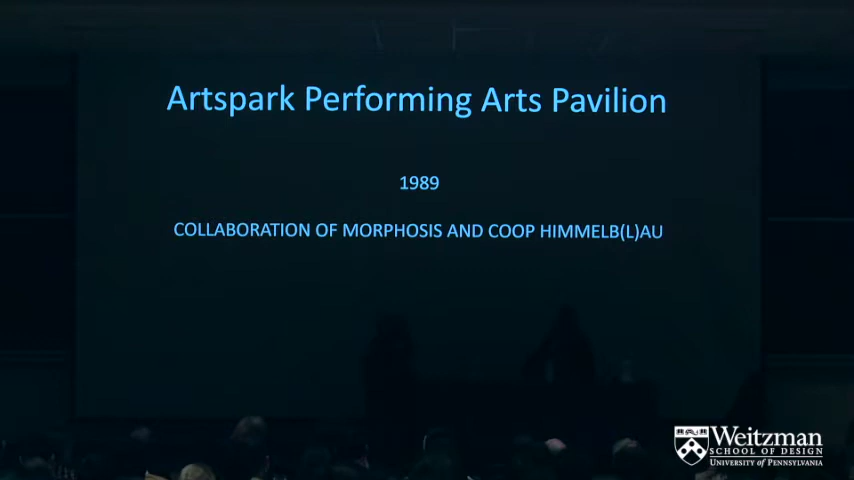 Artspark Performing Arts Pavilion
1989
COLLABORATION OF MORPHOSIS AND COOP HIMMELB(L)AU
Weitzman
SCHOOL OF DESIGN
UNIVERSITY of PENNSYLVANIA